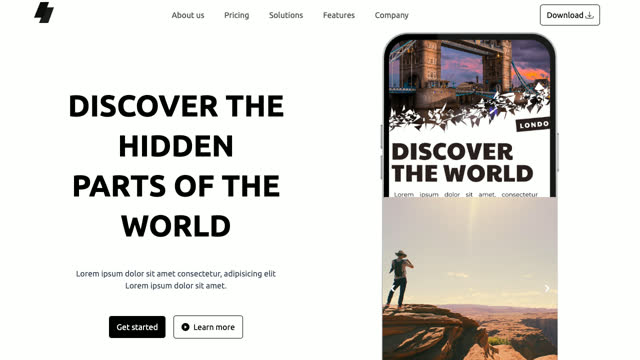 About us
Pricing
Solutions
Features
Company
Download
DISCOVER THE
HIDDEN
PARTS OF THE
WORLD
Lorem ipsum dolor sit amet consectetur, adipisicing elit
Lorem ipsum dolor sit amet.
Get started
Learn more
LONDO
DISCOVER
THE WORLD
Lorem ipsum dolor sit amet, consectetur